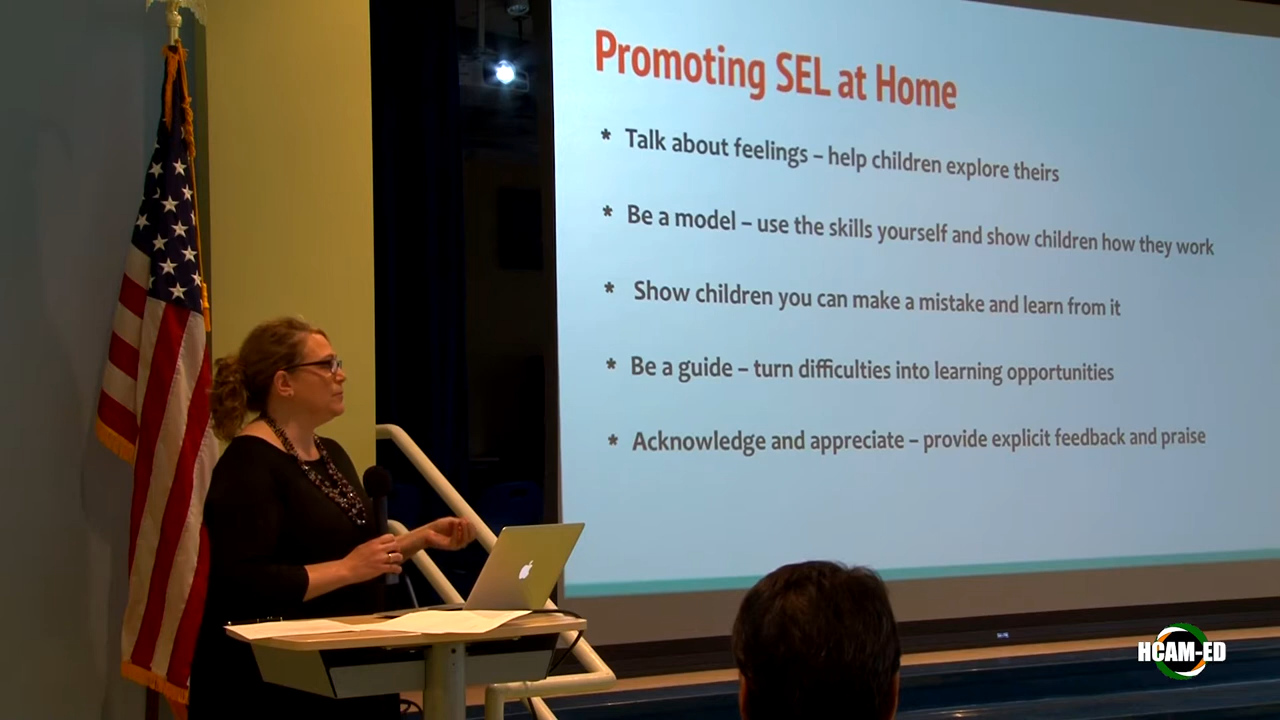 Promoting SEL at Home
* Talk about feelings – help children explore theirs
* Be a model – use the skills yourself and show children how they work
* Show children you can make a mistake and learn from it
* Be a guide – turn difficulties into learning opportunities
* Acknowledge and appreciate – provide explicit feedback and praise
HCAM-ED